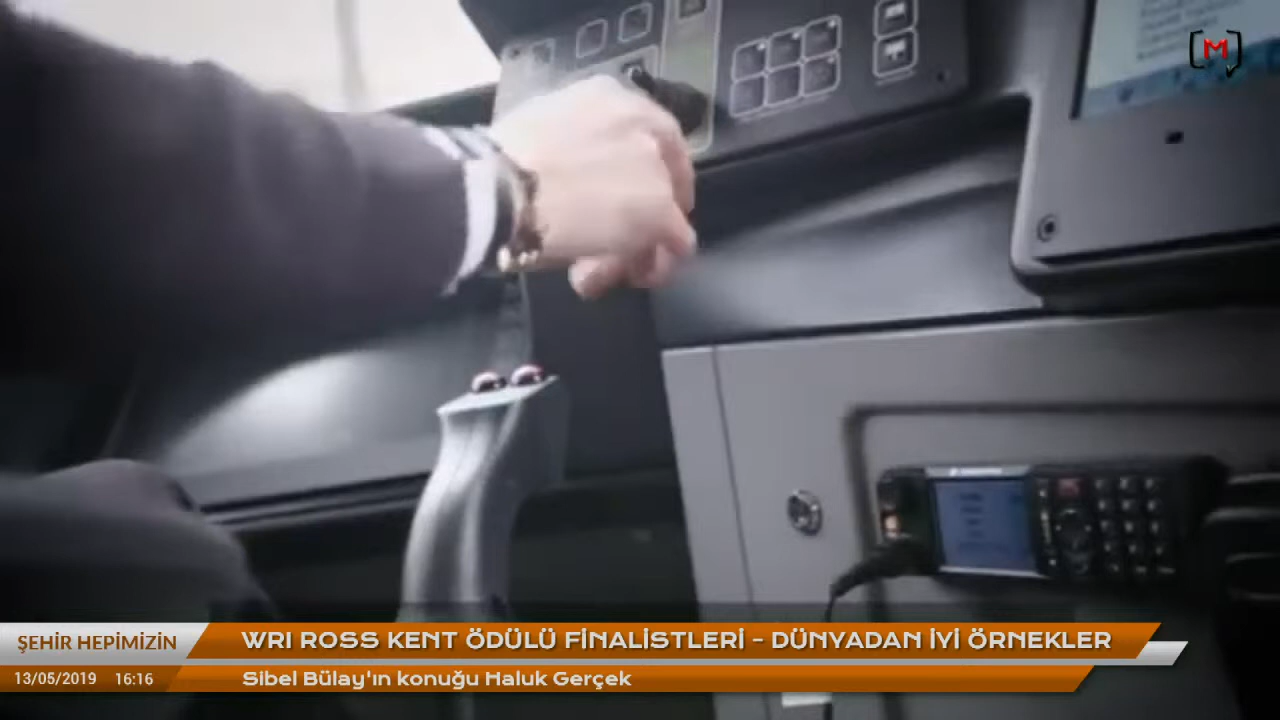 M
ŞEHİR HEPİMİZİN
WRI ROSS KENT ÖDÜLÜ FİNALİSTLERİ - DÜNYADAN İYİ ÖRNEKLER
13/05/2019 16:16
Sibel Bülay'ın konuğu Haluk Gerçek